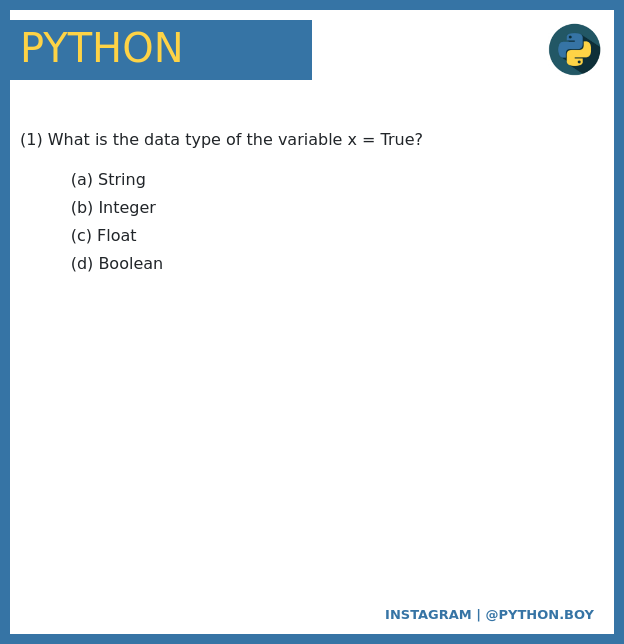 PYTHON
(1) What is the data type of the variable x = True?
(a) String
(b) Integer
(c) Float
(d) Boolean
INSTAGRAM | @PYTHON.BOY